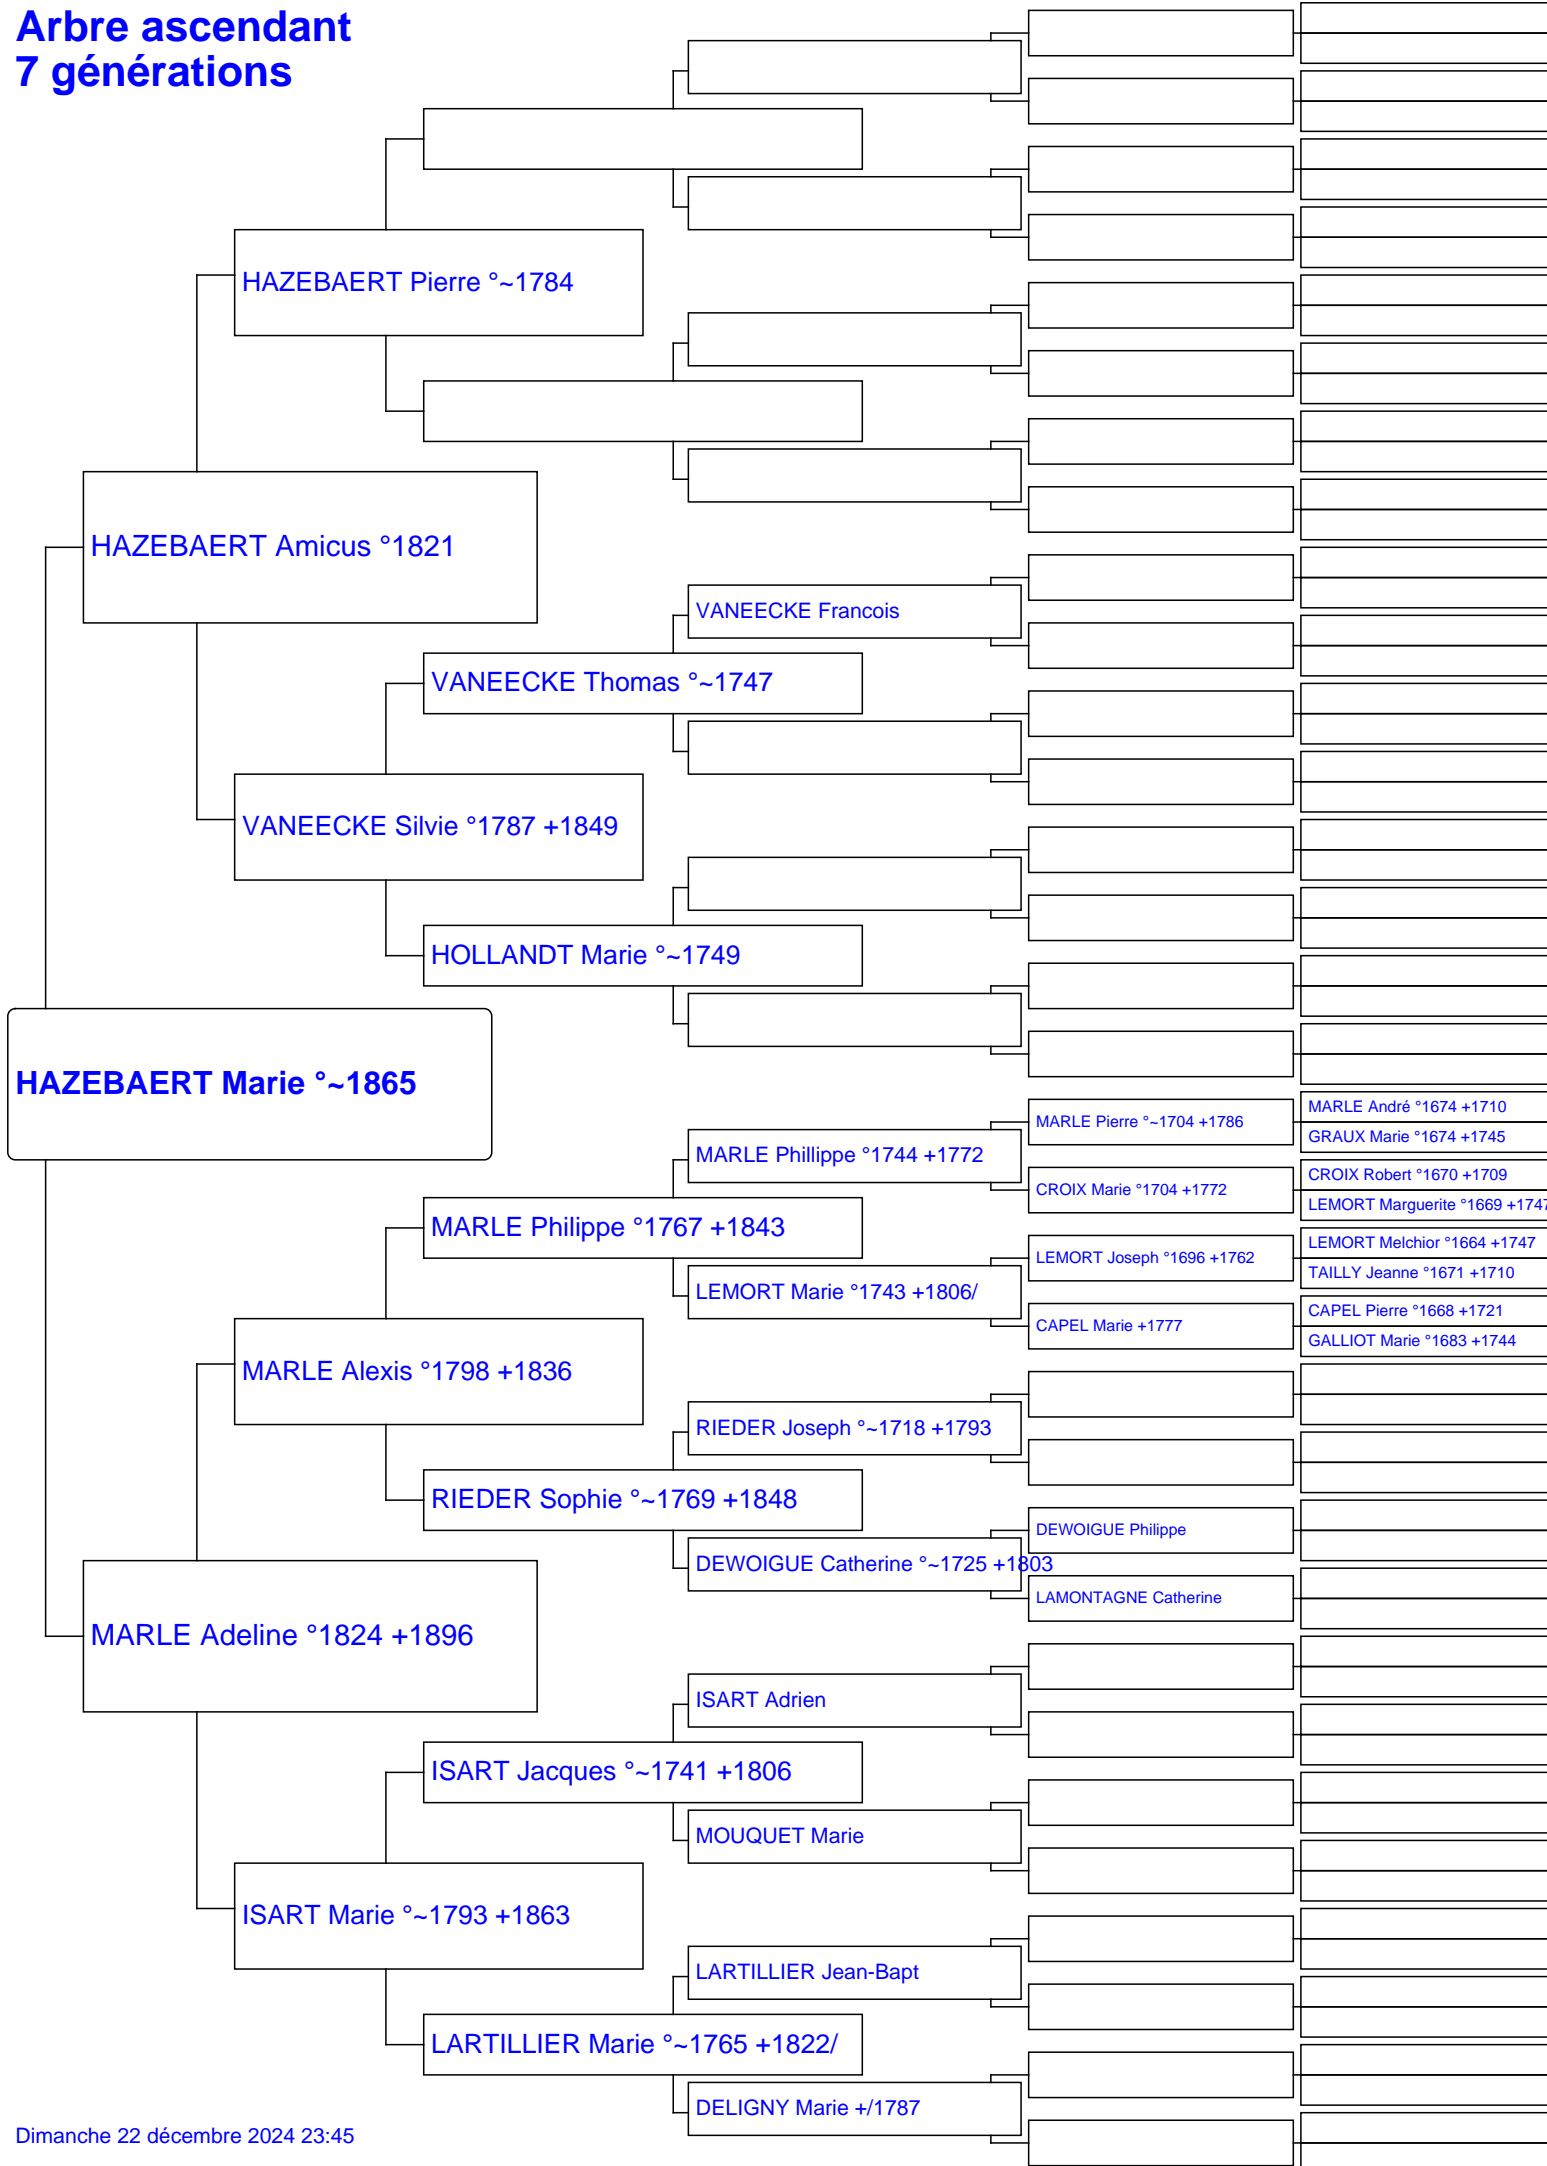 Arbre ascendant
7 générations
HAZEBAERT Pierre °~1784
HAZEBAERT Amicus °1821
VANEECKE Francois
VANEECKE Thomas °~1747
VANEECKE Silvie °1787 +1849
HOLLANDT Marie °~1749
HAZEBAERT Marie °~1865
MARLE André °1674 +1710
MARLE Pierre °~1704 +1786
GRAUX Marie °1674 +1745
MARLE Phillippe °1744 +1772
CROIX Robert °1670 +1709
CROIX Marie °1704 +1772
LEMORT Marguerite °1669 +1747
MARLE Philippe °1767 +1843
LEMORT Melchior °1664 +1747
LEMORT Joseph °1696 +1762
TAILLY Jeanne °1671 +1710
LEMORT Marie °1743 +1806/
CAPEL Pierre °1668 +1721
CAPEL Marie +1777
GALLIOT Marie °1683 +1744
MARLE Alexis °1798 +1836
RIEDER Joseph °~1718 +1793
RIEDER Sophie °~1769 +1848
DEWOIGUE Philippe
DEWOIGUE Catherine °~1725 +1803
LAMONTAGNE Catherine
MARLE Adeline °1824 +1896
ISART Adrien
ISART Jacques °~1741 +1806
MOUQUET Marie
ISART Marie °~1793 +1863
LARTILLIER Jean-Bapt
LARTILLIER Marie °~1765 +1822/
DELIGNY Marie +/1787
Dimanche 22 décembre 2024 23:45